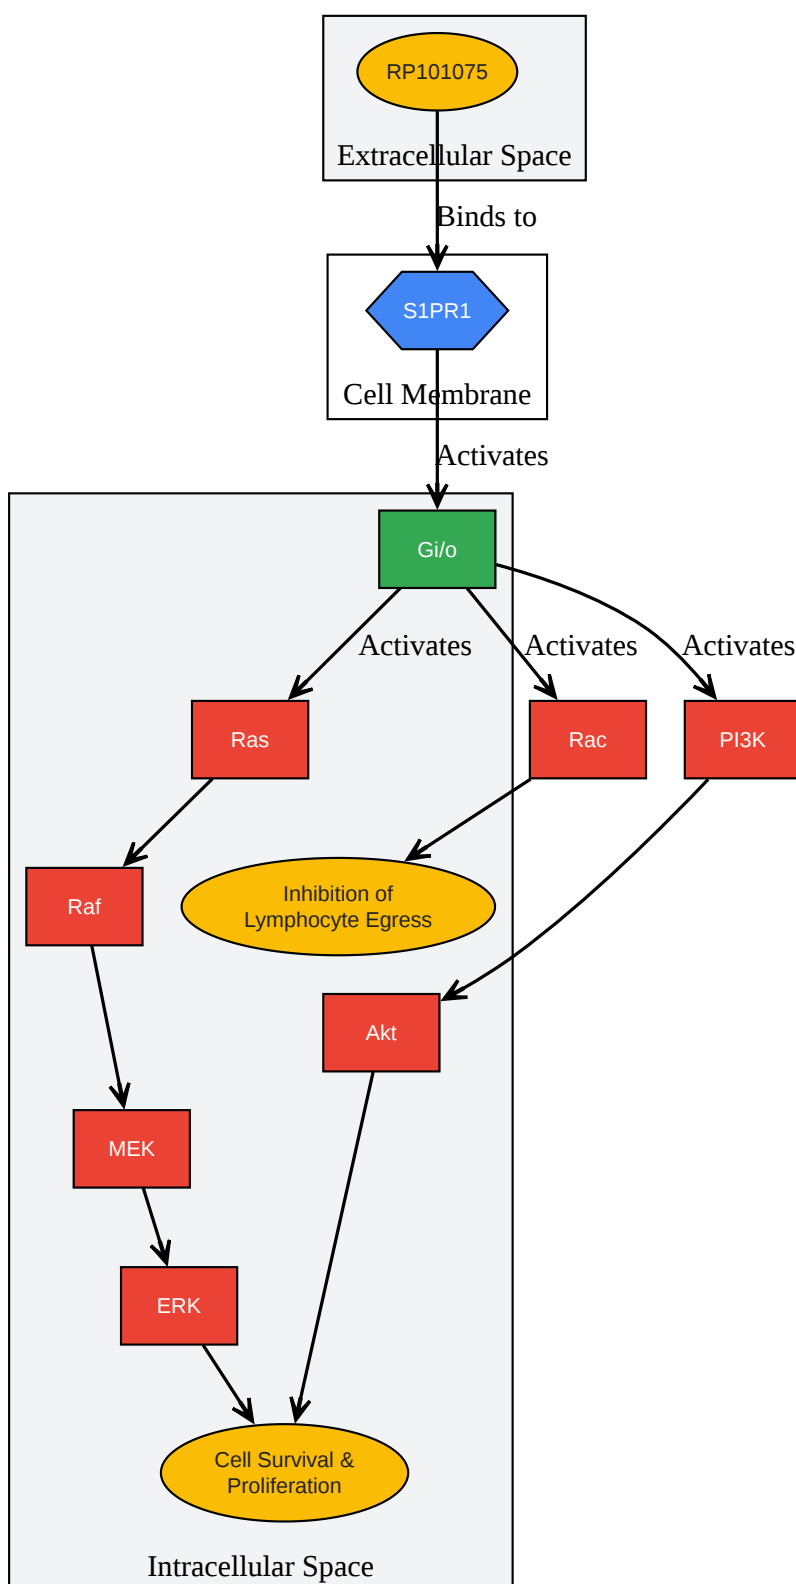 RP101075
Extracellular Space
Binds to
S1PR1
Cell Membrane
Activates
Gi/o
Activates
Activates
Activates
Ras
Rac
PI3K
Raf
Inhibition of
Lymphocyte Egress
Akt
MEK
ERK
Cell Survival &
Proliferation
Intracellular Space